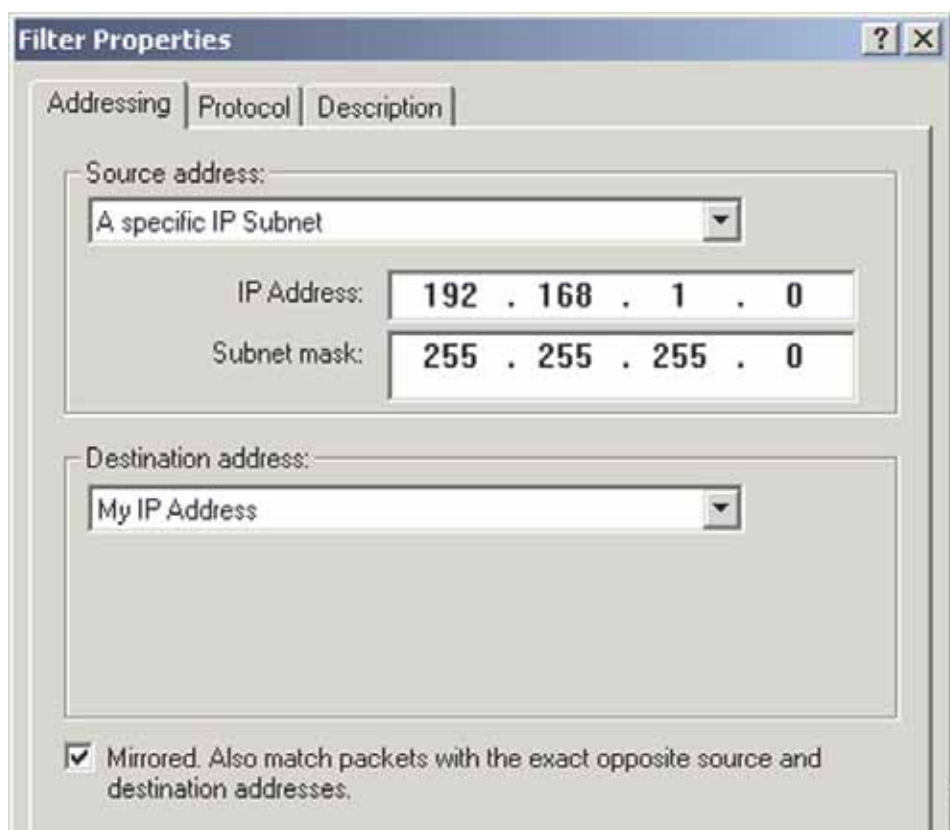 Filter Properties
Addressing Protocol Description
Source address:
A specific IP Subnet
IP Address: 192 . 168 . 1 . 0
Subnet mask: 255 . 255 . 255 . 0
Destination address:
My IP Address
Mirrored. Also match packets with the exact opposite source and
destination addresses.